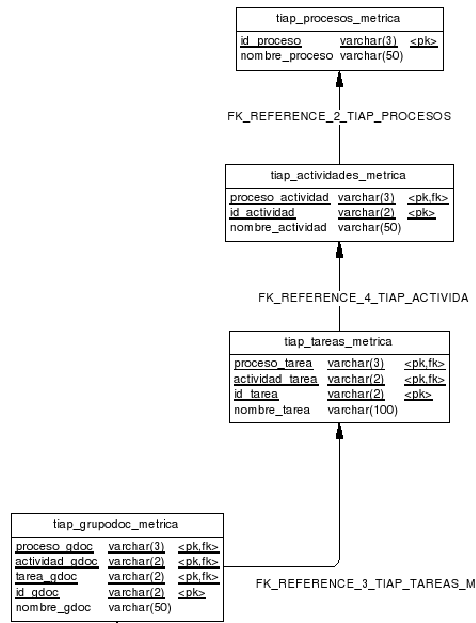 tiap_procesos_metrica
id_proceso varchar(3) <pk>
nombre_proceso varchar(50)
FK_REFERENCE_2_TIAP_PROCESOS
tiap_actividades_metrica
proceso_actividad varchar(3) <pk,fk>
id_actividad varchar(2) <pk>
nombre_actividad varchar(50)
FK_REFERENCE_4_TIAP_ACTIVIDA
tiap_tareas_metrica
proceso_tarea varchar(3) <pk,fk>
actividad_tarea varchar(2) <pk,fk>
id_tarea varchar(2) <pk>
nombre_tarea varchar(100)
tiap_grupodoc_metrica
proceso_gdoc varchar(3) <pk,fk>
actividad_gdoc varchar(2) <pk,fk>
tarea_gdoc varchar(2) <pk,fk>
id_gdoc varchar(2) <pk>
nombre_gdoc varchar(50)
FK_REFERENCE_3_TIAP_TAREAS_M